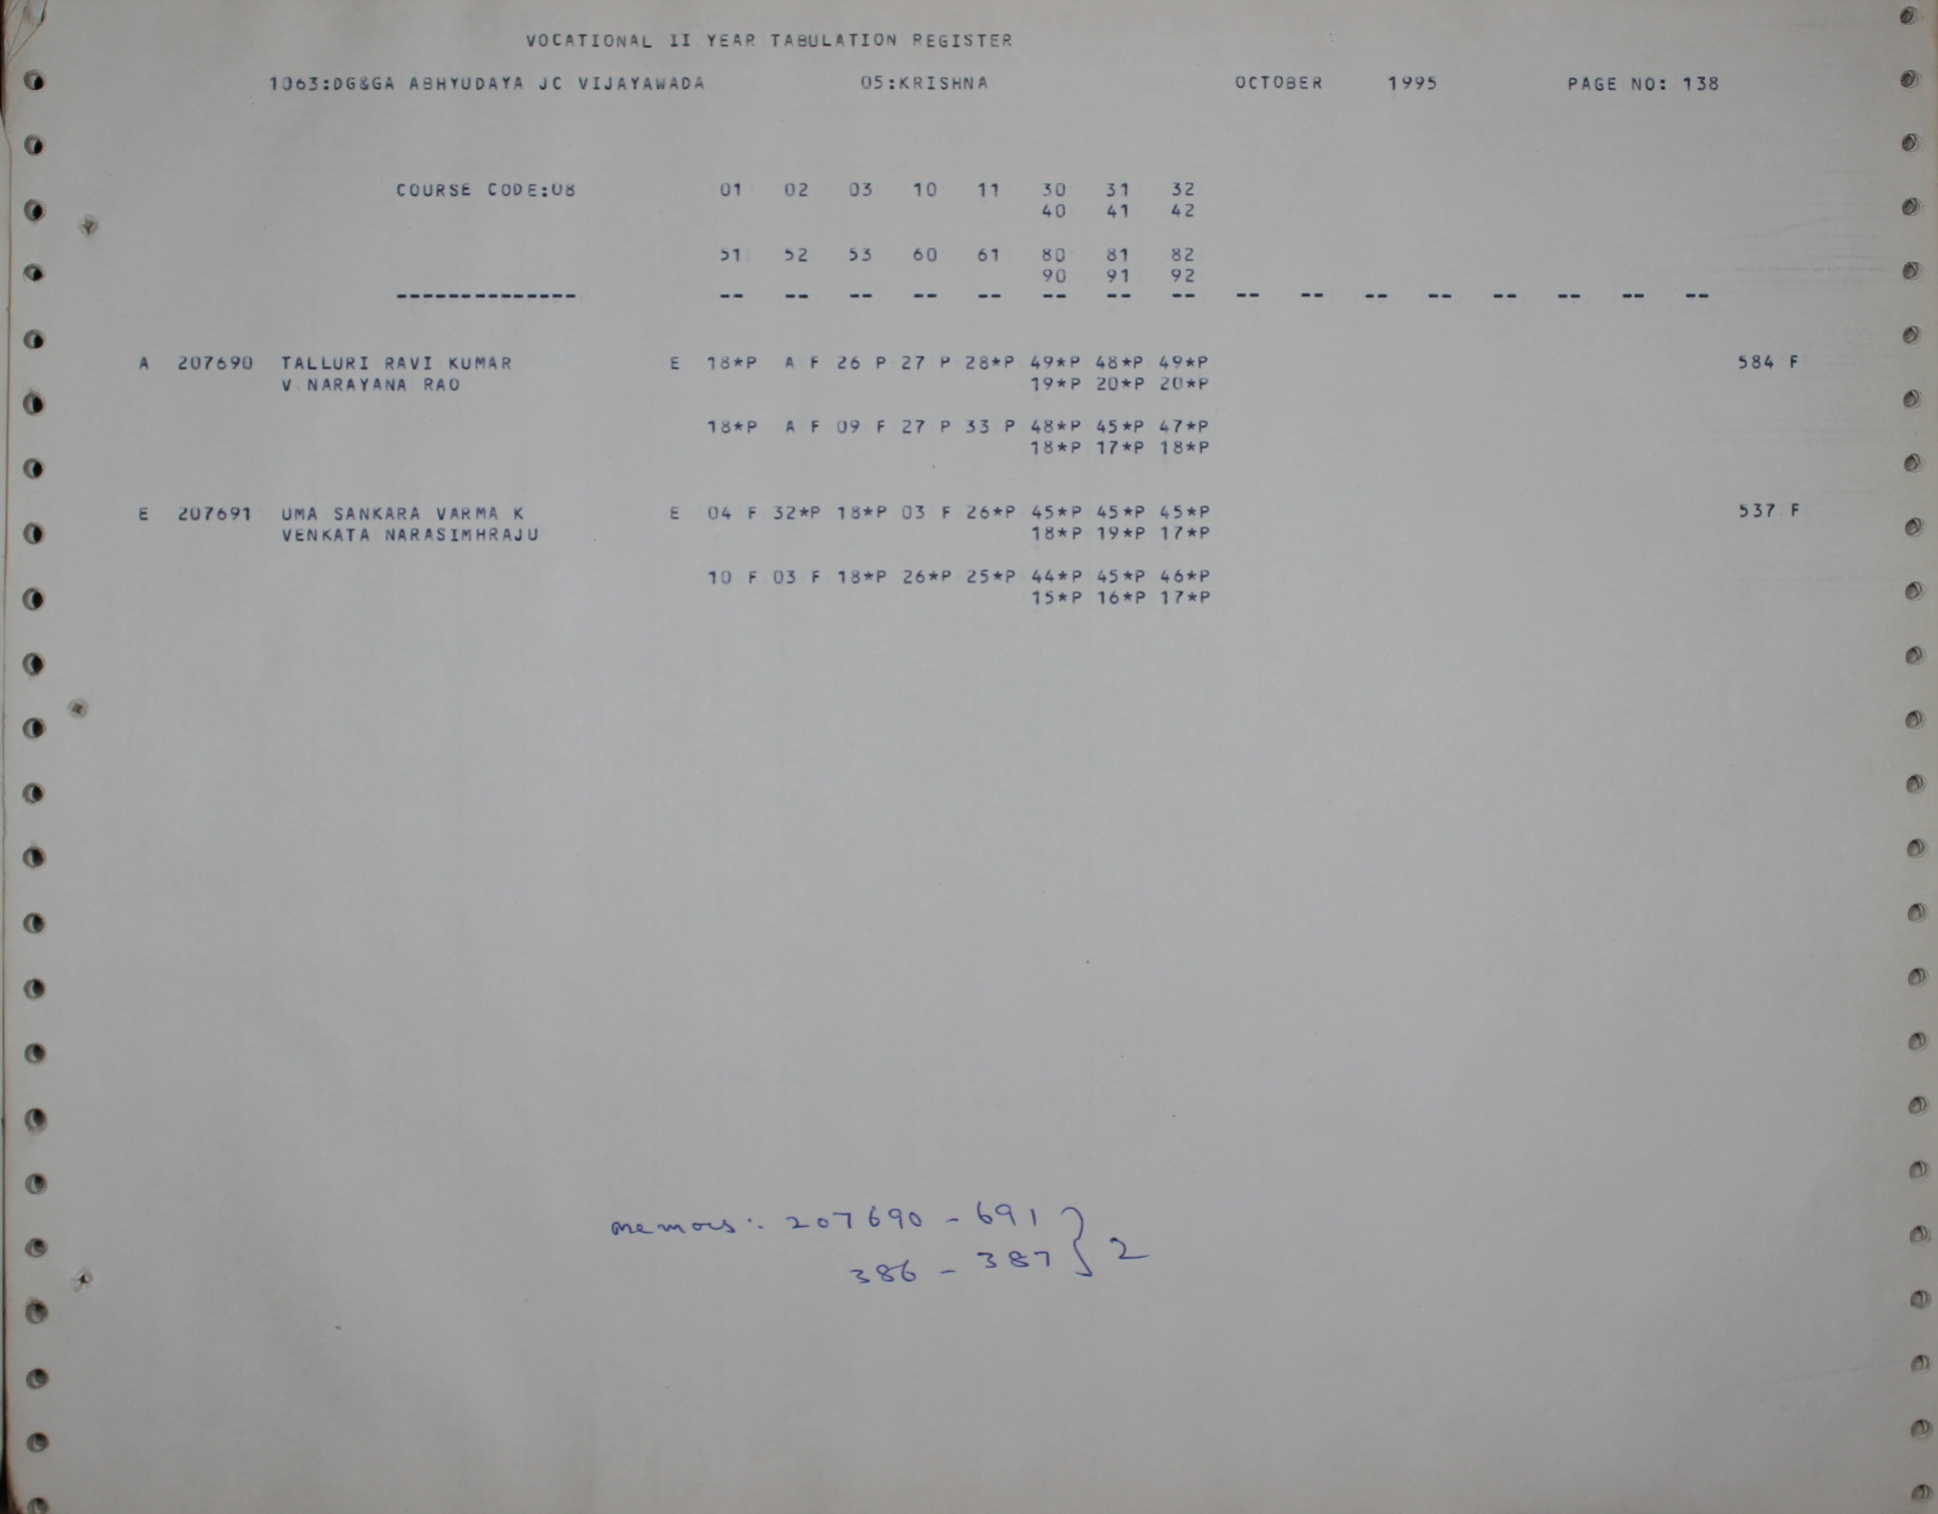 VOCATIONAL II YEAR TABULATION REGISTER
1063:DG&GA ABHYUDAYA JC VIJAYAWADA 05:KRISHNA OCTOBER 1995 PAGE NO: 138
COURSE CODE:08 01 02 03 10 11 30 31 32
40 41 42
51 52 53 60 61 80 81 82
90 91 92
-------------- -- -- -- -- -- -- -- -- -- -- -- -- -- -- -- --
A 207690 TALLURI RAVI KUMAR E 18*P A F 26 P 27 P 28*P 49*P 48*P 49*P 584 F
V NARAYANA RAO 19*P 20*P 20*P
18*P A F 09 F 27 P 33 P 48*P 45*P 47*P
18*P 17*P 18*P
E 207691 UMA SANKARA VARMA K E 04 F 32*P 18*P 03 F 26*P 45*P 45*P 45*P 537 F
VENKATA NARASIMHRAJU 18*P 19*P 17*P
10 F 03 F 18*P 26*P 25*P 44*P 45*P 46*P
15*P 16*P 17*P
memos:. 207690 - 691
386 - 387 } 2